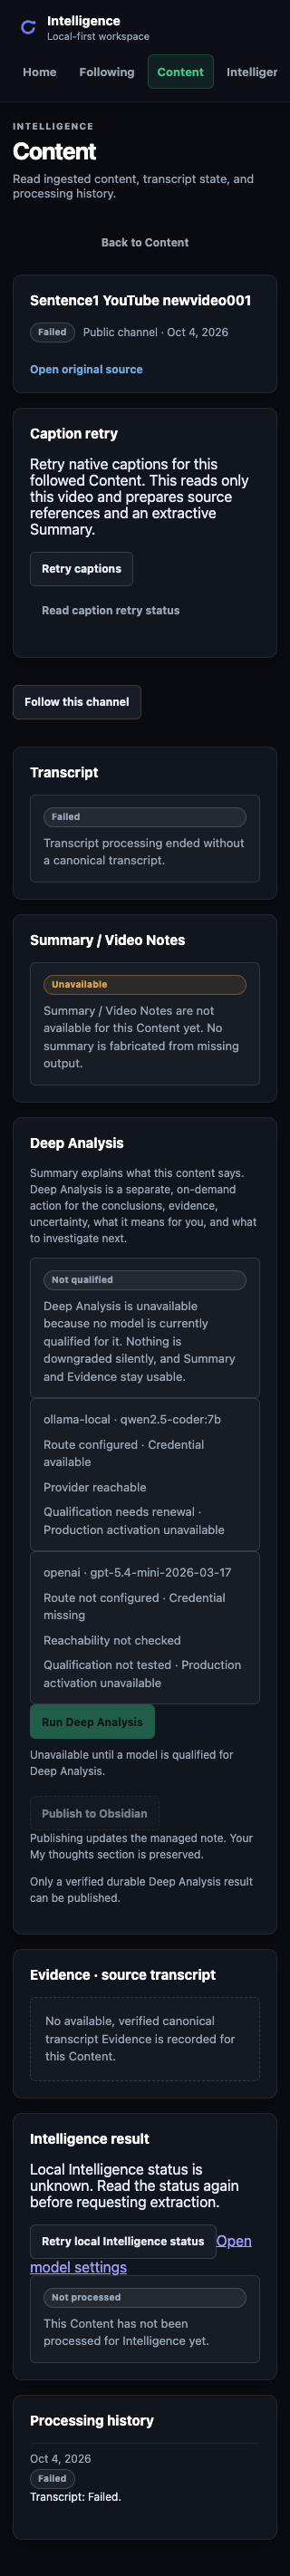 Intelligence
Local-first workspace
Home Following Content Intelliger
INTELLIGENCE
Content
Read ingested content, transcript state, and
processing history.
Back to Content
Sentence1 YouTube newvideo001
Failed Public channel · Oct 4, 2026
Open original source
Caption retry
Retry native captions for this
followed Content. This reads only
this video and prepares source
references and an extractive
Summary.
Retry captions
Read caption retry status
Follow this channel
Transcript
Failed
Transcript processing ended without
a canonical transcript.
Summary / Video Notes
Unavailable
Summary / Video Notes are not
available for this Content yet. No
summary is fabricated from missing
output.
Deep Analysis
Summary explains what this content says.
Deep Analysis is a separate, on-demand
action for the conclusions, evidence,
uncertainty, what it means for you, and what
to investigate next.
Not qualified
Deep Analysis is unavailable
because no model is currently
qualified for it. Nothing is
downgraded silently, and Summary
and Evidence stay usable.
ollama-local · qwen2.5-coder:7b
Route configured · Credential
available
Provider reachable
Qualification needs renewal ·
Production activation unavailable
openai · gpt-5.4-mini-2026-03-17
Route not configured · Credential
missing
Reachability not checked
Qualification not tested · Production
activation unavailable
Run Deep Analysis
Unavailable until a model is qualified for
Deep Analysis.
Publish to Obsidian
Publishing updates the managed note. Your
My thoughts section is preserved.
Only a verified durable Deep Analysis result
can be published.
Evidence · source transcript
No available, verified canonical
transcript Evidence is recorded for
this Content.
Intelligence result
Local Intelligence status is
unknown. Read the status again
before requesting extraction.
Retry local Intelligence status Open
model settings
Not processed
This Content has not been
processed for Intelligence yet.
Processing history
Oct 4, 2026
Failed
Transcript: Failed.